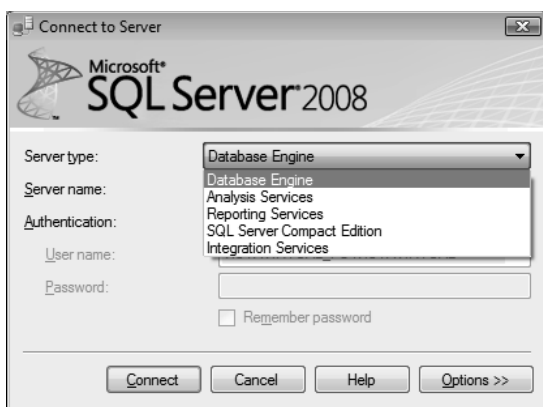 Connect to Server
Microsoft®
SQL Server® 2008
Server type:
Database Engine
Server name:
Database Engine
Analysis Services
Reporting Services
SQL Server Compact Edition
Integration Services
Authentication:
User name:
Password:
Remember password
Connect
Cancel
Help
Options >>